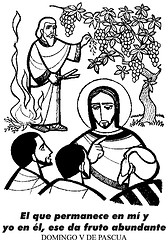 El que permanece en mí y
yo en él, ese da fruto abundante
DOMINGO V DE PASCUA